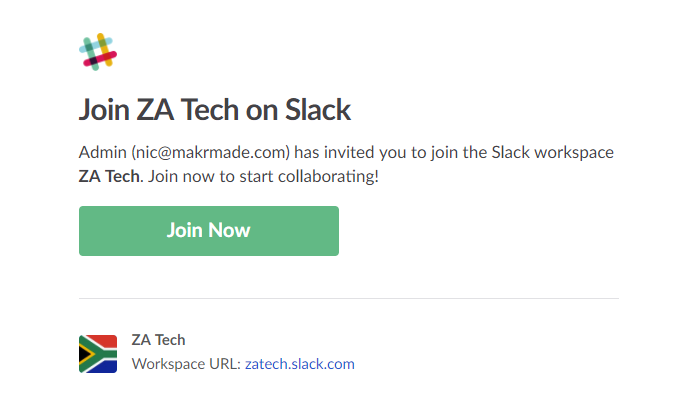 Join ZA Tech on Slack
Admin (nic@makrmade.com) has invited you to join the Slack workspace
ZA Tech. Join now to start collaborating!
Join Now
ZA Tech
Workspace URL: zatech.slack.com